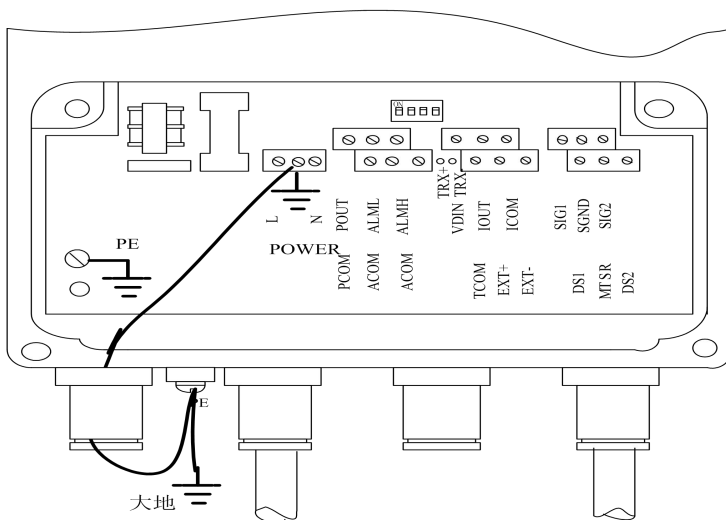 ON
TRX+
TRX
L
N
POUT
ALML
ALMH
VDIN
IOUT
ICOM
SIG1
SGND
SIG2
PE
POWER
PCOM
ACOM
ACOM
TCOM
EXT+
EXT-
DS1
MTSR
DS2
PE
大地